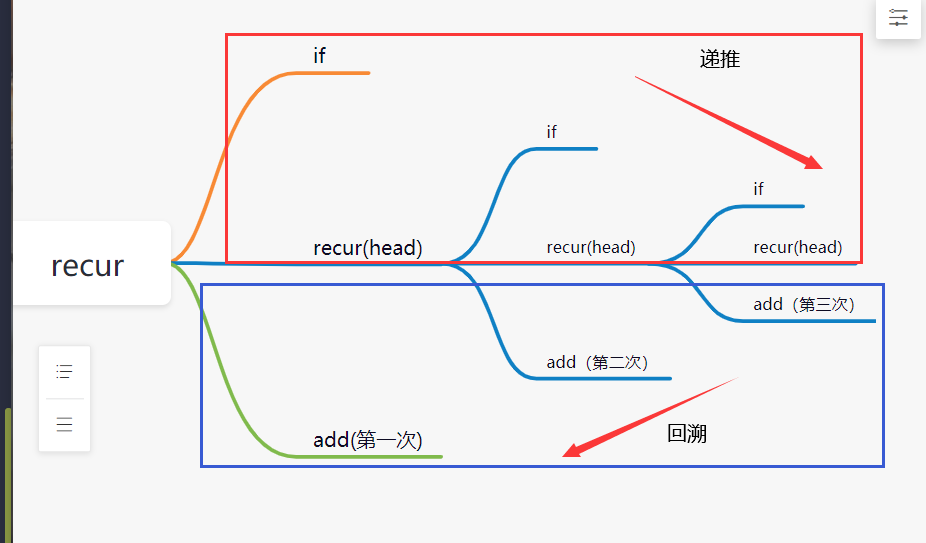 if
递推
if
if
recur
recur(head)
recur(head)
recur(head)
add（第三次）
add（第二次）
add(第一次)
回溯